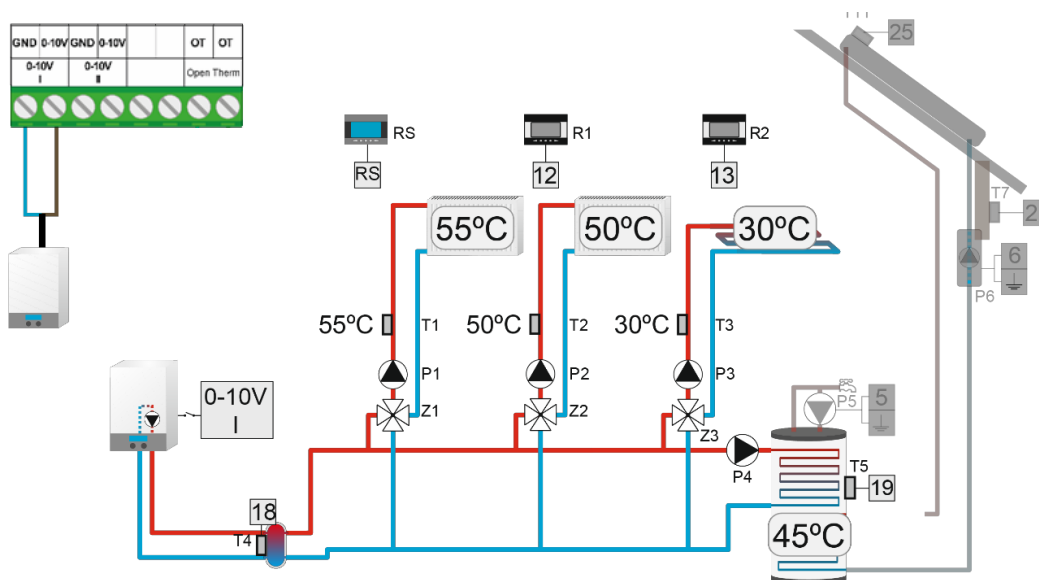 GND 0-10V GND 0-10V OT OT
0-10V 0-10V Open Therm
I II
25
RS R1 R2
RS 12 13
T7 2
55ºC 50ºC 30ºC
6
P6
55ºC T1 50ºC T2 30ºC T3
P1 P2 P3
0-10V
I
P5 5
Z1 Z2 Z3
P4
T5
19
18
T4
45ºC